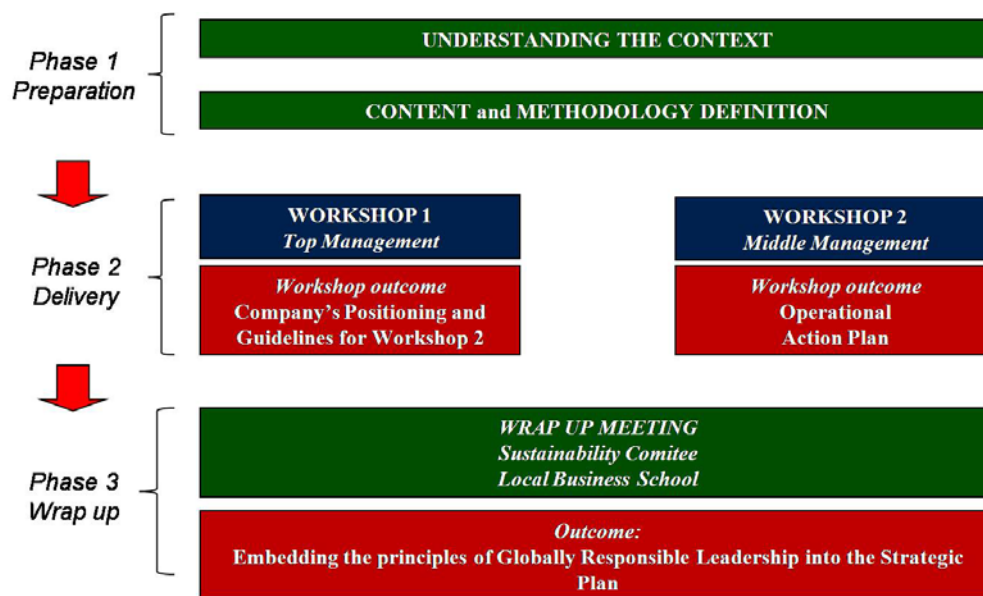 Phase 1
Preparation
UNDERSTANDING THE CONTEXT
CONTENT and METHODOLOGY DEFINITION
Phase 2
Delivery
WORKSHOP 1
Top Management
Workshop outcome
Company's Positioning and
Guidelines for Workshop 2
WORKSHOP 2
Middle Management
Workshop outcome
Operational
Action Plan
Phase 3
Wrap up
WRAP UP MEETING
Sustainability Comitee
Local Business School
Outcome:
Embedding the principles of Globally Responsible Leadership into the Strategic
Plan